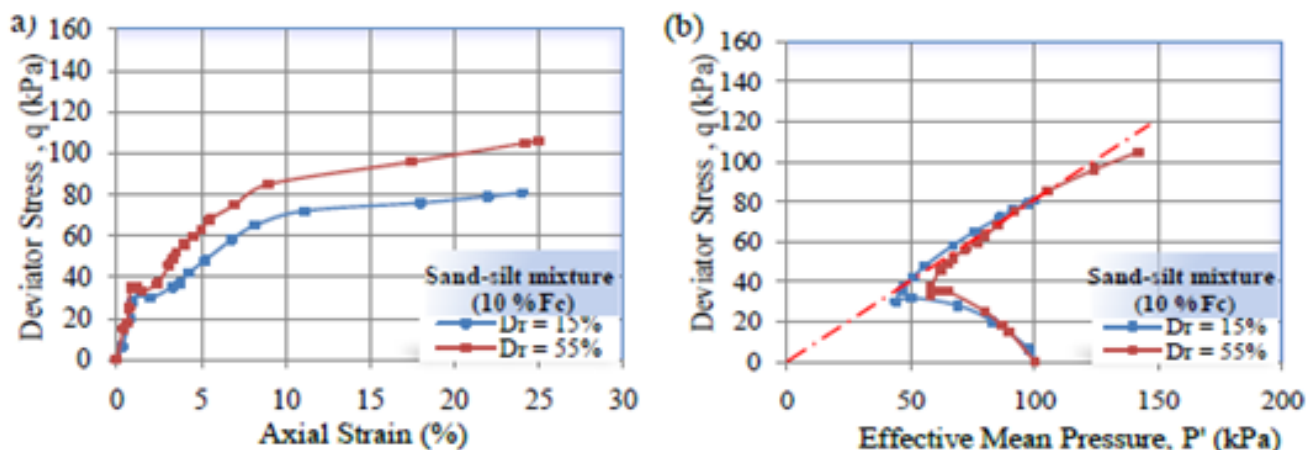 a)
160
140
120
100
80
60
40
20
0
Deviator Stress , q (kPa)
0 5 10 15 20 25 30
Axial Strain (%)
Sand-silt mixture
(10 % Fc)
Dr = 15%
Dr = 55%
(b)
160
140
120
100
80
60
40
20
0
Deviator Stress , q (kPa)
0 50 100 150 200
Effective Mean Pressure, P' (kPa)
Sand-silt mixture
(10 % Fc)
Dr = 15%
Dr = 55%